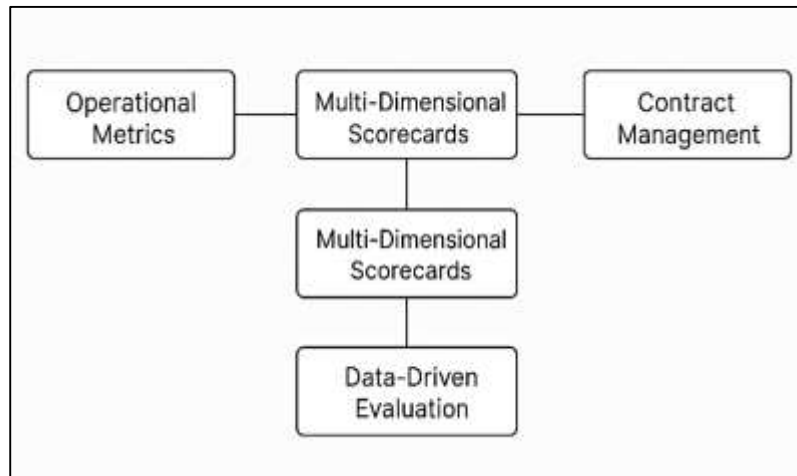 Operational
Metrics
Multi-Dimensional
Scorecards
Contract
Management
Multi-Dimensional
Scorecards
Data-Driven
Evaluation